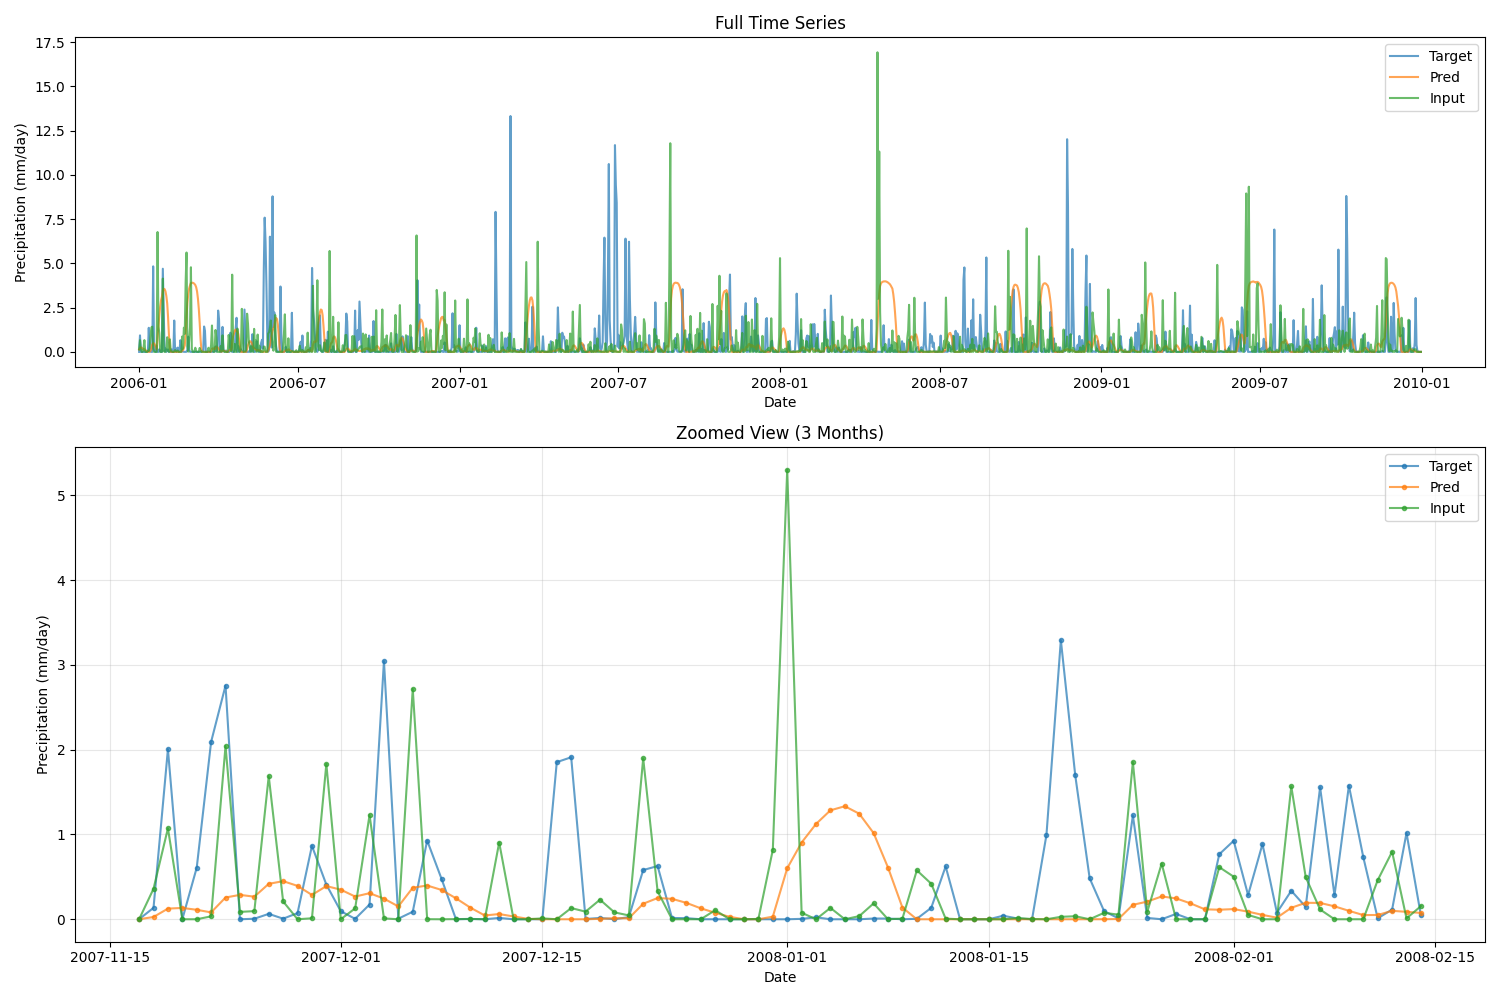 Full Time Series
17.5
15.0
12.5
10.0
7.5
5.0
2.5
0.0
Precipitation (mm/day)
Target
Pred
Input
2006-01 2006-07 2007-01 2007-07 2008-01 2008-07 2009-01 2009-07 2010-01
Date
Zoomed View (3 Months)
5
4
3
2
1
0
Precipitation (mm/day)
Target
Pred
Input
2007-11-15 2007-12-01 2007-12-15 2008-01-01 2008-01-15 2008-02-01 2008-02-15
Date